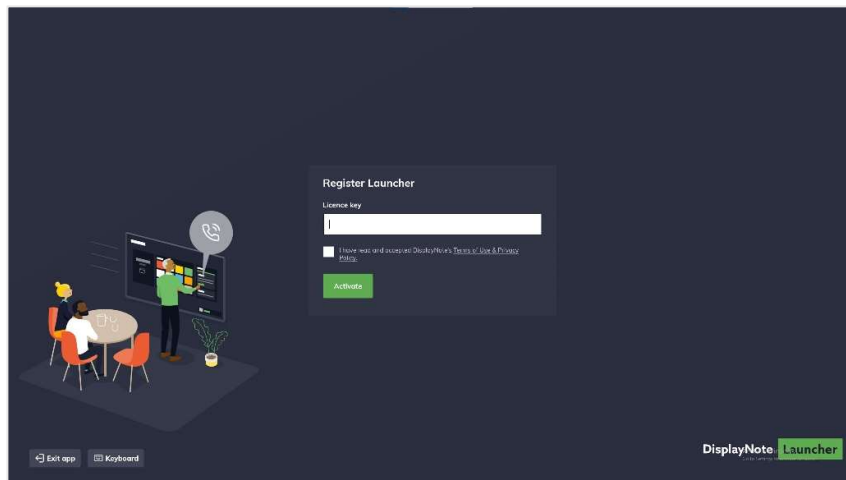 Register Launcher
Licence key
I have read and accepted DisplayNote's Terms of Use & Privacy
Policy.
Activate
Exit app
Keyboard
DisplayNote Launcher